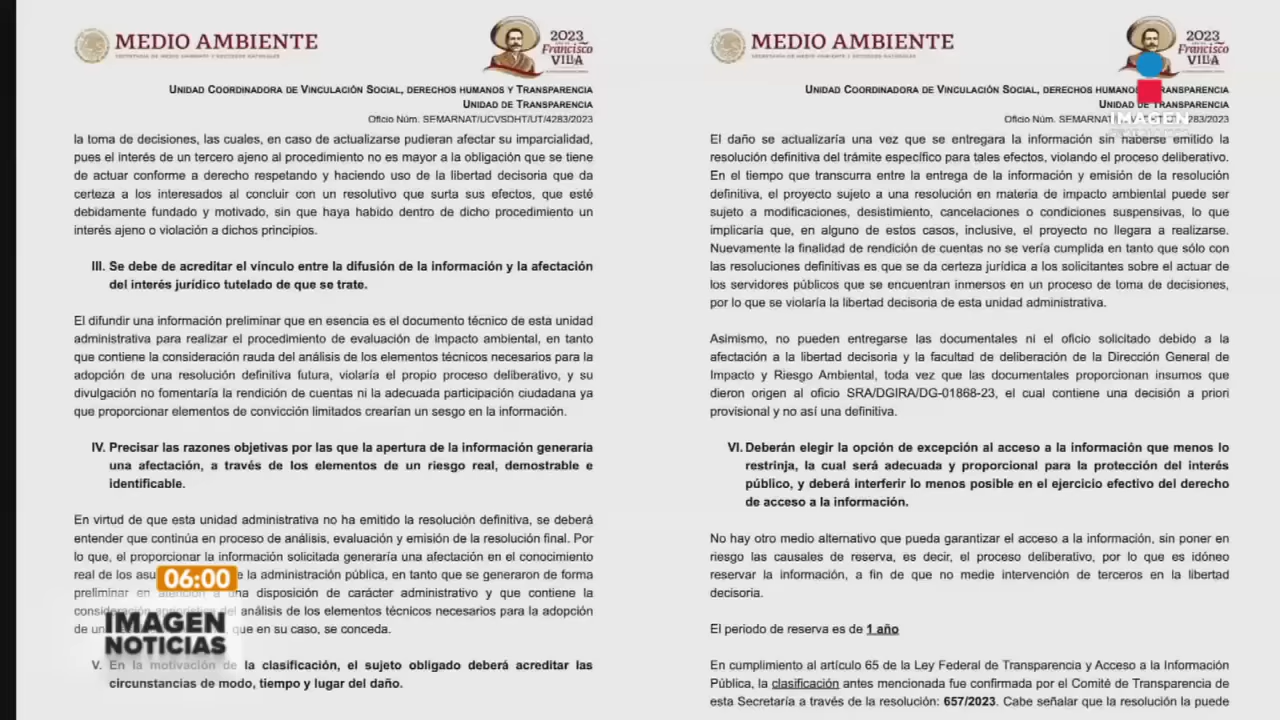 MEDIO AMBIENTE
SECRETARÍA DE MEDIO AMBIENTE Y RECURSOS NATURALES
2023
Francisco
VILLA
UNIDAD COORDINADORA DE VINCULACIÓN SOCIAL, DERECHOS HUMANOS Y TRANSPARENCIA
UNIDAD DE TRANSPARENCIA
Oficio Núm. SEMARNAT/UCVSDHT/UT/4283/2023
la toma de decisiones, las cuales, en caso de actualizarse pudieran afectar su imparcialidad,
pues el interés de un tercero ajeno al procedimiento no es mayor a la obligación que se tiene
de actuar conforme a derecho respetando y haciendo uso de la libertad decisoria que da
certeza a los interesados al concluir con un resolutivo que surta sus efectos, que esté
debidamente fundado y motivado, sin que haya habido dentro de dicho procedimiento un
interés ajeno o violación a dichos principios.
III. Se debe de acreditar el vínculo entre la difusión de la información y la afectación
del interés jurídico tutelado de que se trate.
El difundir una información preliminar que en esencia es el documento técnico de esta unidad
administrativa para realizar el procedimiento de evaluación de impacto ambiental, en tanto
que contiene la consideración rauda del análisis de los elementos técnicos necesarios para la
adopción de una resolución definitiva futura, violaría el propio proceso deliberativo, y su
divulgación no fomentaría la rendición de cuentas ni la adecuada participación ciudadana ya
que proporcionar elementos de convicción limitados crearían un sesgo en la información.
IV. Precisar las razones objetivas por las que la apertura de la información generaría
una afectación, a través de los elementos de un riesgo real, demostrable e
identificable.
En virtud de que esta unidad administrativa no ha emitido la resolución definitiva, se deberá
entender que continúa en proceso de análisis, evaluación y emisión de la resolución final. Por
lo que, el proporcionar la información solicitada generaría una afectación en el conocimiento
real de los asu e la administración pública, en tanto que se generaron de forma
preliminar en atención a una disposición de carácter administrativo y que contiene la
consideración del análisis de los elementos técnicos necesarios para la adopción
de un que en su caso, se conceda.
V. En la motivación de la clasificación, el sujeto obligado deberá acreditar las
circunstancias de modo, tiempo y lugar del daño.
06:00
IMAGEN
NOTICIAS
MEDIO AMBIENTE
SECRETARÍA DE MEDIO AMBIENTE Y RECURSOS NATURALES
2023
Francisco
VILLA
UNIDAD COORDINADORA DE VINCULACIÓN SOCIAL, DERECHOS HUMANOS TRANSPARENCIA
UNIDAD DE TRANSPARENCIA
Oficio Núm. SEMARNAT 283/2023
IMAGEN
El daño se actualizaría una vez que se entregara la información sin haberse emitido la
resolución definitiva del trámite específico para tales efectos, violando el proceso deliberativo.
En el tiempo que transcurra entre la entrega de la información y emisión de la resolución
definitiva, el proyecto sujeto a una resolución en materia de impacto ambiental puede ser
sujeto a modificaciones, desistimiento, cancelaciones o condiciones suspensivas, lo que
implicaría que, en alguno de estos casos, inclusive, el proyecto no llegara a realizarse.
Nuevamente la finalidad de rendición de cuentas no se vería cumplida en tanto que sólo con
las resoluciones definitivas es que se da certeza jurídica a los solicitantes sobre el actuar de
los servidores públicos que se encuentran inmersos en un proceso de toma de decisiones,
por lo que se violaría la libertad decisoria de esta unidad administrativa.
Asimismo, no pueden entregarse las documentales ni el oficio solicitado debido a la
afectación a la libertad decisoria y la facultad de deliberación de la Dirección General de
Impacto y Riesgo Ambiental, toda vez que las documentales proporcionan insumos que
dieron origen al oficio SRA/DGIRA/DG-01868-23, el cual contiene una decisión a priori
provisional y no así una definitiva.
VI. Deberán elegir la opción de excepción al acceso a la información que menos lo
restrinja, la cual será adecuada y proporcional para la protección del interés
público, y deberá interferir lo menos posible en el ejercicio efectivo del derecho
de acceso a la información.
No hay otro medio alternativo que pueda garantizar el acceso a la información, sin poner en
riesgo las causales de reserva, es decir, el proceso deliberativo, por lo que es idóneo
reservar la información, a fin de que no medie intervención de terceros en la libertad
decisoria.
El periodo de reserva es de 1 año
En cumplimiento al artículo 65 de la Ley Federal de Transparencia y Acceso a la Información
Pública, la clasificación antes mencionada fue confirmada por el Comité de Transparencia de
esta Secretaría a través de la resolución: 657/2023. Cabe señalar que la resolución la puede